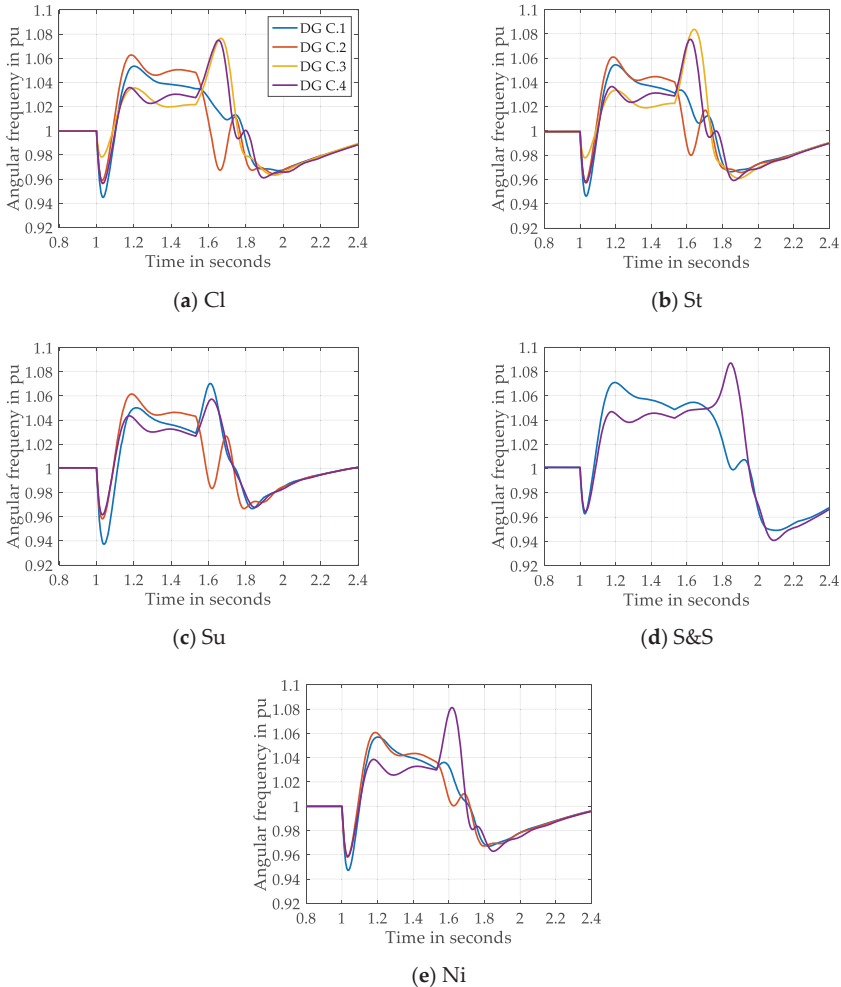 1.1
1.08
1.06
1.04
1.02
1
0.98
0.96
0.94
0.92
Angular frequeny in pu
0.8 1 1.2 1.4 1.6 1.8 2 2.2 2.4
Time in seconds
DG C.1
DG C.2
DG C.3
DG C.4
(a) Cl
1.1
1.08
1.06
1.04
1.02
1
0.98
0.96
0.94
0.92
Angular frequeny in pu
0.8 1 1.2 1.4 1.6 1.8 2 2.2 2.4
Time in seconds
(b) St
1.1
1.08
1.06
1.04
1.02
1
0.98
0.96
0.94
0.92
Angular frequeny in pu
0.8 1 1.2 1.4 1.6 1.8 2 2.2 2.4
Time in seconds
(c) Su
1.1
1.08
1.06
1.04
1.02
1
0.98
0.96
0.94
0.92
Angular frequeny in pu
0.8 1 1.2 1.4 1.6 1.8 2 2.2 2.4
Time in seconds
(d) S&S
1.1
1.08
1.06
1.04
1.02
1
0.98
0.96
0.94
0.92
Angular frequency in pu
0.8 1 1.2 1.4 1.6 1.8 2 2.2 2.4
Time in seconds
(e) Ni